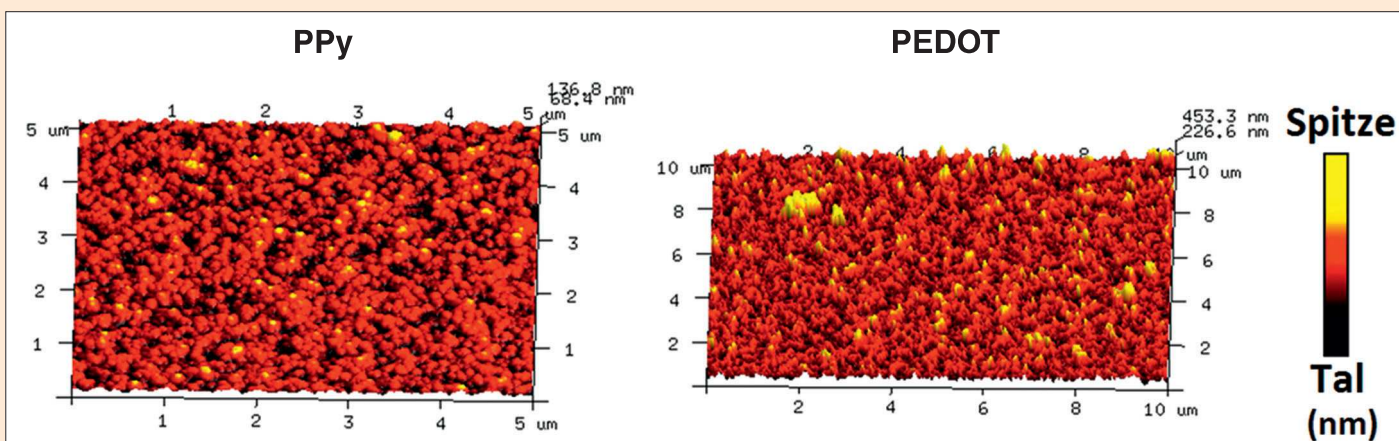 PPy
PEDOT
136.8 nm
68.4 nm
1 2 3 4 5 um
5 um
4
3
2
1
5 um
4
3
2
1
1 2 3 4 5 um
453.3 nm
226.6 nm
2 4 6 8 10 um
10 um
8
6
4
2
10 um
8
6
4
2
2 4 6 8 10 um
Spitze
Tal
(nm)